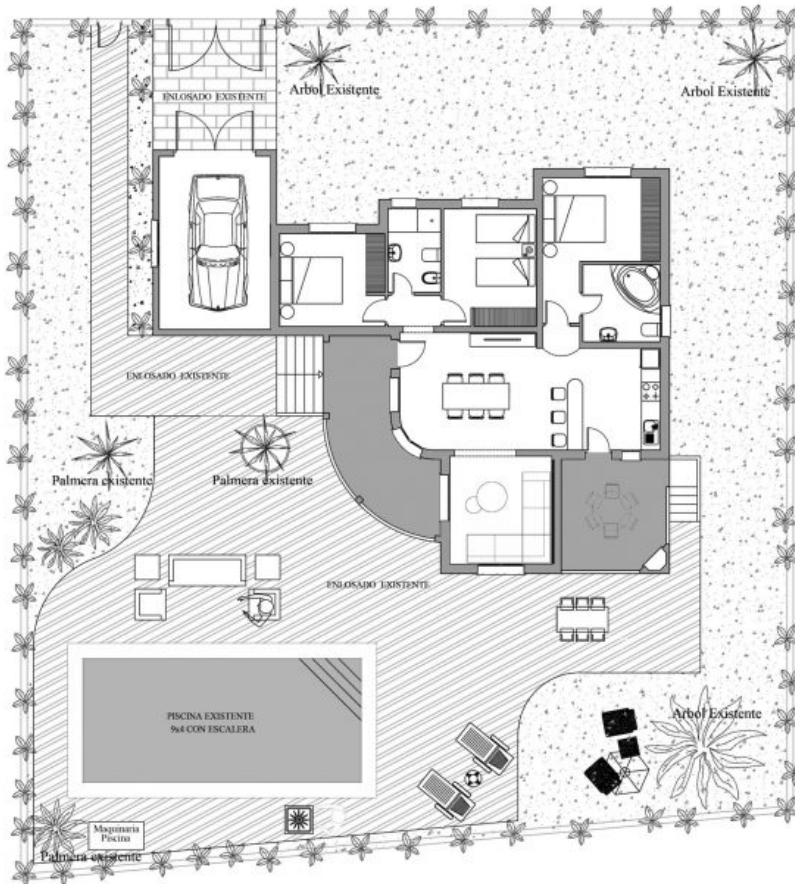 Arbol Existente
Arbol Existente
ENLOSADO EXISTENTE
ENLOSADO EXISTENTE
Palmera existente
Palmera existente
ENLOSADO EXISTENTE
PISCINA EXISTENTE
9x4 CON ESCALERA
Arbol Existente
Maquinaria
Piscina
Palmera existente